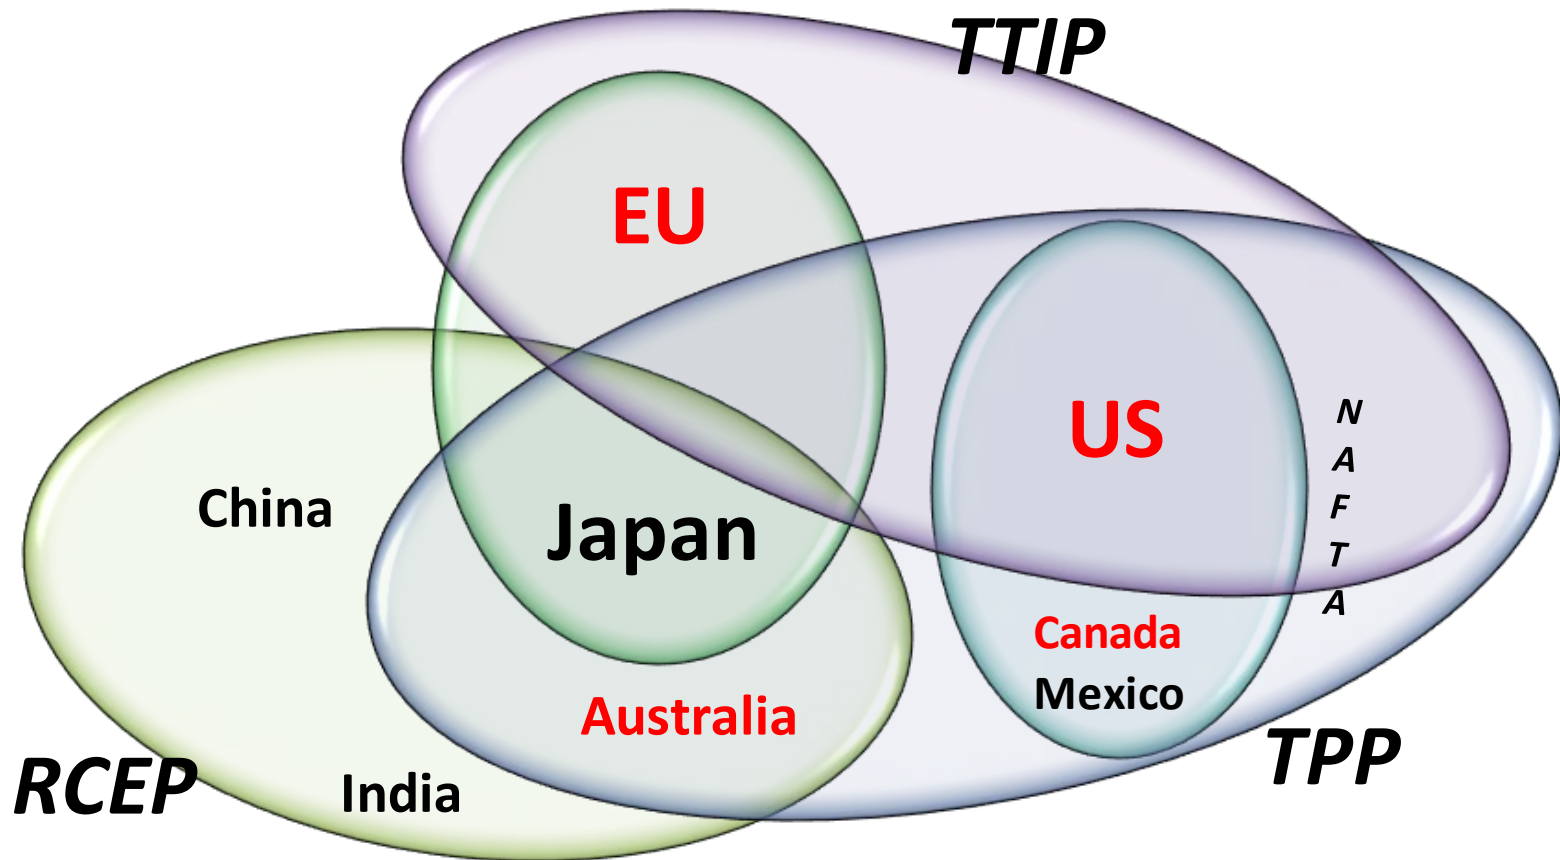 TTIP
EU
US
N
A
F
T
A
China
Japan
Canada
Mexico
Australia
TPP
RCEP
India